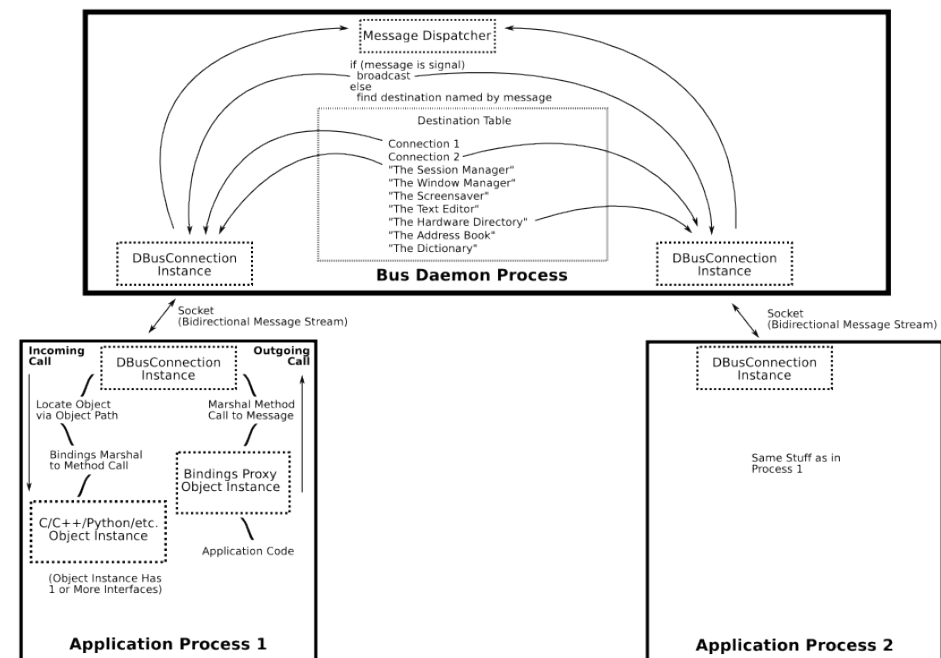 Message Dispatcher
if (message is signal)
broadcast
else
find destination named by message
Destination Table
Connection 1
Connection 2
"The Session Manager"
"The Window Manager"
"The Screensaver"
"The Text Editor"
"The Hardware Directory"
"The Address Book"
"The Dictionary"
DBusConnection
Instance
DBusConnection
Instance
Bus Daemon Process
Socket
(Bidirectional Message Stream)
Socket
(Bidirectional Message Stream)
Incoming
Call
Outgoing
Call
DBusConnection
Instance
Locate Object
via Object Path
Marshal Method
Call to Message
Bindings Marshal
to Method Call
Bindings Proxy
Object Instance
C/C++/Python/etc.
Object Instance
Application Code
(Object Instance Has
1 or More Interfaces)
Application Process 1
DBusConnection
Instance
Same Stuff as in
Process 1
Application Process 2